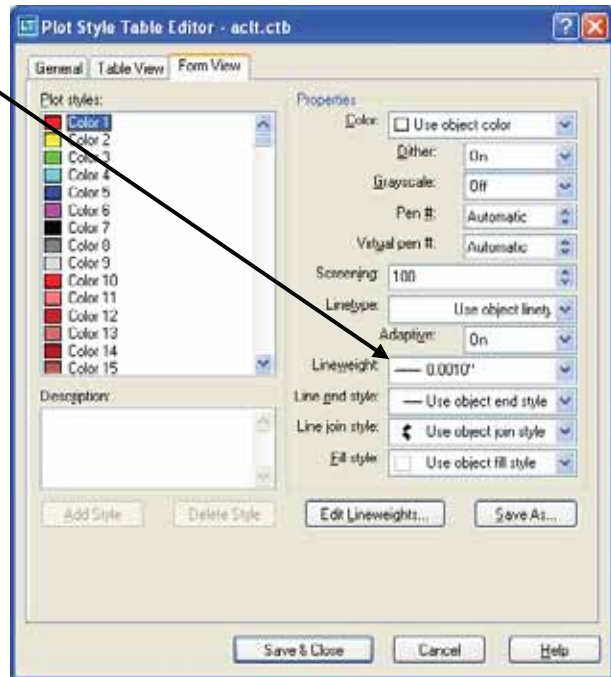 LT Plot Style Table Editor - aclt.ctb
General Table View Form View
Plot styles:
Color 1
Color 2
Color 3
Color 4
Color 5
Color 6
Color 7
Color 8
Color 9
Color 10
Color 11
Color 12
Color 13
Color 14
Color 15
Description:
Add Style Delete Style
Properties
Color: Use object color
Dither: On
Grayscale: Off
Pen #: Automatic
Virtual pen #: Automatic
Screening: 100
Linetype: Use object linety
Adaptive: On
Lineweight: 0.0010"
Line end style: Use object end style
Line join style: Use object join style
Fill style: Use object fill style
Edit Lineweights... Save As...
Save & Close Cancel Help